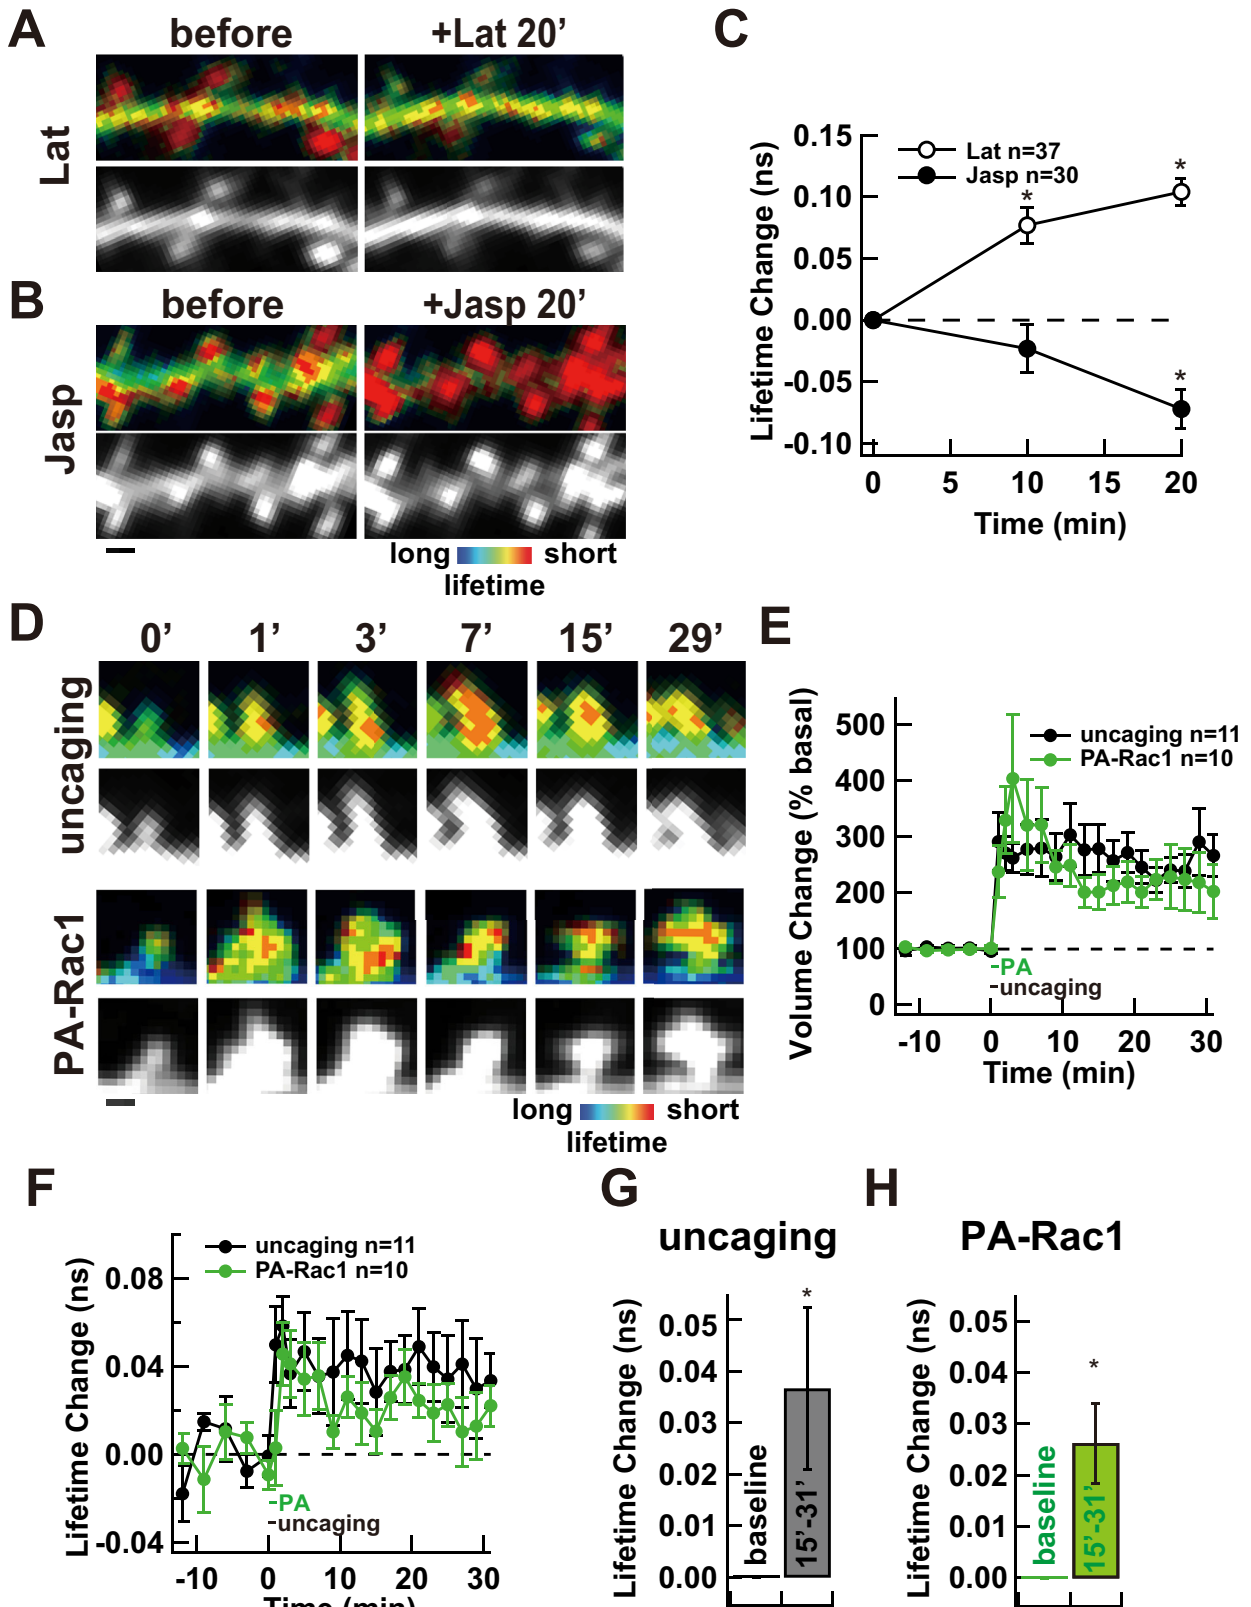 A
before
+Lat 20’
Lat
B
before
+Jasp 20’
Jasp
long
short
lifetime
C
Lifetime Change (ns)
0.15
0.10
0.05
0.00
-0.05
-0.10
Lat n=37
Jasp n=30
*
*
*
0
5
10
15
20
Time (min)
D
0’
1’
3’
7’
15’
29’
uncaging
PA-Rac1
long
short
lifetime
E
Volume Change (% basal)
500
400
300
200
100
0
uncaging n=11
PA-Rac1 n=10
-PA
-uncaging
-10
0
10
20
30
Time (min)
F
Lifetime Change (ns)
0.08
0.04
0.00
-0.04
uncaging n=11
PA-Rac1 n=10
-PA
-uncaging
-10
0
10
20
30
Time (min)
G
uncaging
Lifetime Change (ns)
0.05
0.04
0.03
0.02
0.01
0.00
*
baseline
15’-31’
H
PA-Rac1
Lifetime Change (ns)
0.05
0.04
0.03
0.02
0.01
0.00
*
baseline
15’-31’